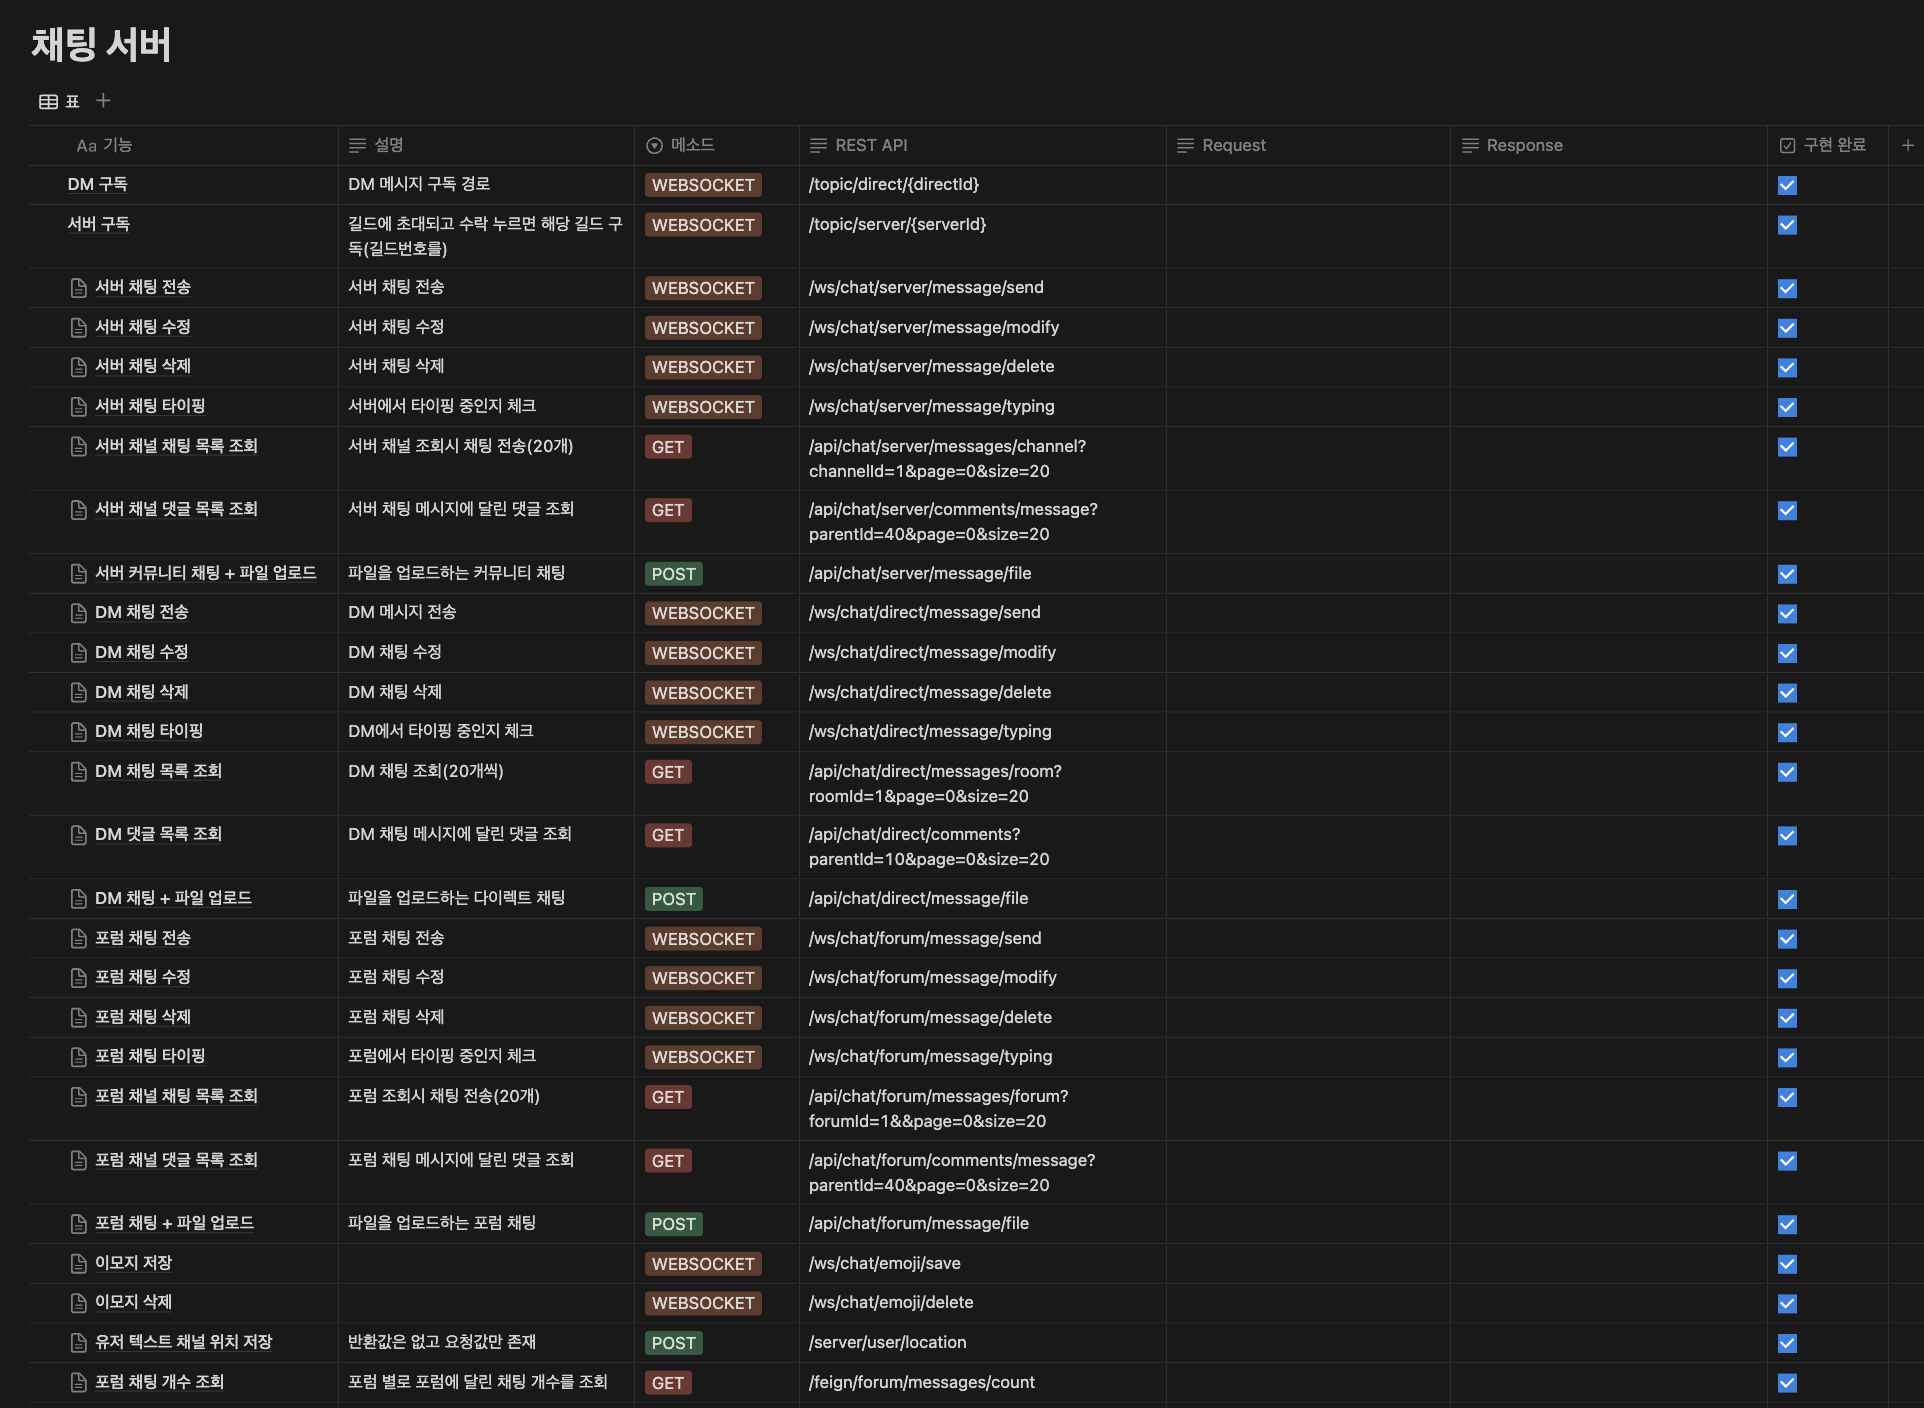 채팅 서버
표
Aa 기능 설명 메소드 REST API Request Response 구현 완료
DM 구독 DM 메시지 구독 경로 WEBSOCKET /topic/direct/{directId}
서버 구독 길드에 초대되고 수락 누르면 해당 길드 구 WEBSOCKET /topic/server/{serverId}
독(길드번호를)
서버 채팅 전송 서버 채팅 전송 WEBSOCKET /ws/chat/server/message/send
서버 채팅 수정 서버 채팅 수정 WEBSOCKET /ws/chat/server/message/modify
서버 채팅 삭제 서버 채팅 삭제 WEBSOCKET /ws/chat/server/message/delete
서버 채팅 타이핑 서버에서 타이핑 중인지 체크 WEBSOCKET /ws/chat/server/message/typing
서버 채널 채팅 목록 조회 서버 채널 조회시 채팅 전송(20개) GET /api/chat/server/messages/channel?
channelId=1&page=0&size=20
서버 채널 댓글 목록 조회 서버 채팅 메시지에 달린 댓글 조회 GET /api/chat/server/comments/message?
parentId=40&page=0&size=20
서버 커뮤니티 채팅 + 파일 업로드 파일을 업로드하는 커뮤니티 채팅 POST /api/chat/server/message/file
DM 채팅 전송 DM 메시지 전송 WEBSOCKET /ws/chat/direct/message/send
DM 채팅 수정 DM 채팅 수정 WEBSOCKET /ws/chat/direct/message/modify
DM 채팅 삭제 DM 채팅 삭제 WEBSOCKET /ws/chat/direct/message/delete
DM 채팅 타이핑 DM에서 타이핑 중인지 체크 WEBSOCKET /ws/chat/direct/message/typing
DM 채팅 목록 조회 DM 채팅 조회(20개씩) GET /api/chat/direct/messages/room?
roomId=1&page=0&size=20
DM 댓글 목록 조회 DM 채팅 메시지에 달린 댓글 조회 GET /api/chat/direct/comments?
parentId=10&page=0&size=20
DM 채팅 + 파일 업로드 파일을 업로드하는 다이렉트 채팅 POST /api/chat/direct/message/file
포럼 채팅 전송 포럼 채팅 전송 WEBSOCKET /ws/chat/forum/message/send
포럼 채팅 수정 포럼 채팅 수정 WEBSOCKET /ws/chat/forum/message/modify
포럼 채팅 삭제 포럼 채팅 삭제 WEBSOCKET /ws/chat/forum/message/delete
포럼 채팅 타이핑 포럼에서 타이핑 중인지 체크 WEBSOCKET /ws/chat/forum/message/typing
포럼 채널 채팅 목록 조회 포럼 조회시 채팅 전송(20개) GET /api/chat/forum/messages/forum?
forumId=1&&page=0&size=20
포럼 채널 댓글 목록 조회 포럼 채팅 메시지에 달린 댓글 조회 GET /api/chat/forum/comments/message?
parentId=40&page=0&size=20
포럼 채팅 + 파일 업로드 파일을 업로드하는 포럼 채팅 POST /api/chat/forum/message/file
이모지 저장 WEBSOCKET /ws/chat/emoji/save
이모지 삭제 WEBSOCKET /ws/chat/emoji/delete
유저 텍스트 채널 위치 저장 반환값은 없고 요청값만 존재 POST /server/user/location
포럼 채팅 개수 조회 포럼 별로 포럼에 달린 채팅 개수를 조회 GET /feign/forum/messages/count